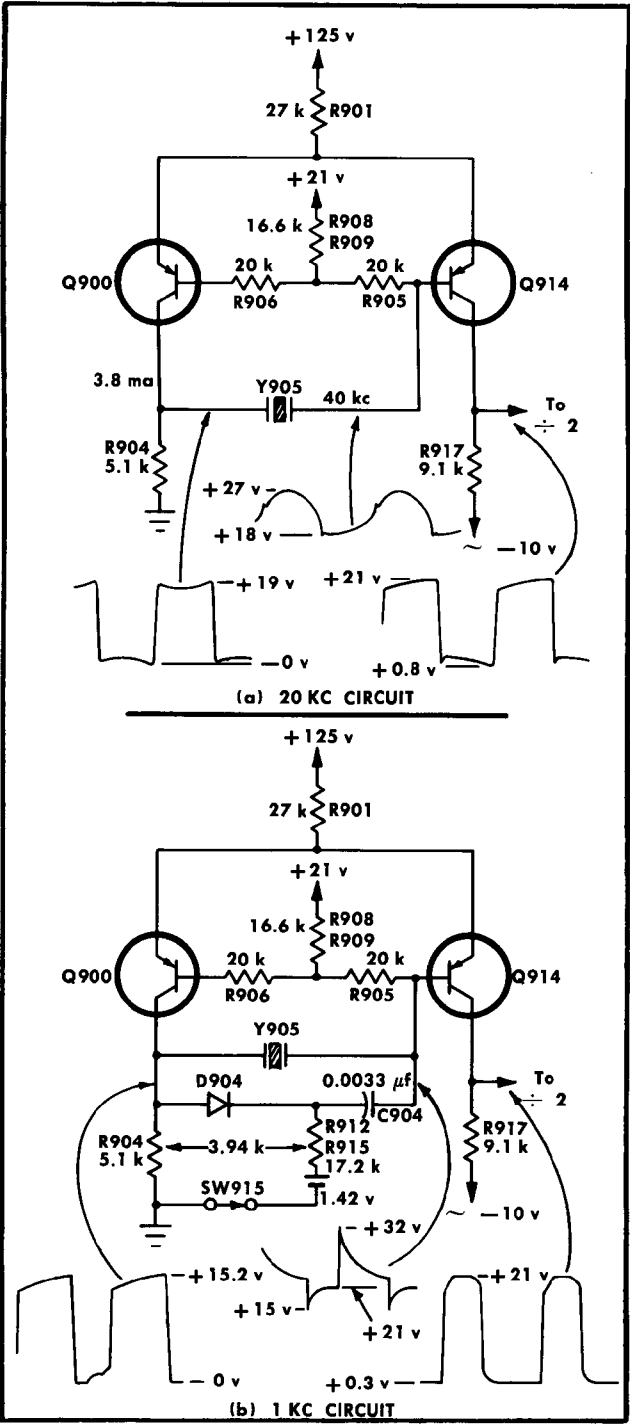 +125 v
27 k R901
+21 v
16.6 k R908
R909
20 k
20 k
Q900
R906
R905
Q914
3.8 ma
Y905
40 kc
To
÷ 2
R904
5.1 k
R917
9.1 k
+27 v
+18 v
~ −10 v
+19 v
+21 v
−0 v
+0.8 v
(a) 20 KC CIRCUIT
+125 v
27 k R901
+21 v
16.6 k R908
R909
20 k
20 k
Q900
R906
R905
Q914
Y905
D904
0.0033 μf
C904
To
÷ 2
R904
5.1 k
3.94 k
R912
R915
17.2 k
R917
9.1 k
SW915
1.42 v
~ −10 v
+32 v
+15.2 v
+15 v
+21 v
+21 v
− 0 v
+0.3 v
(b) 1 KC CIRCUIT